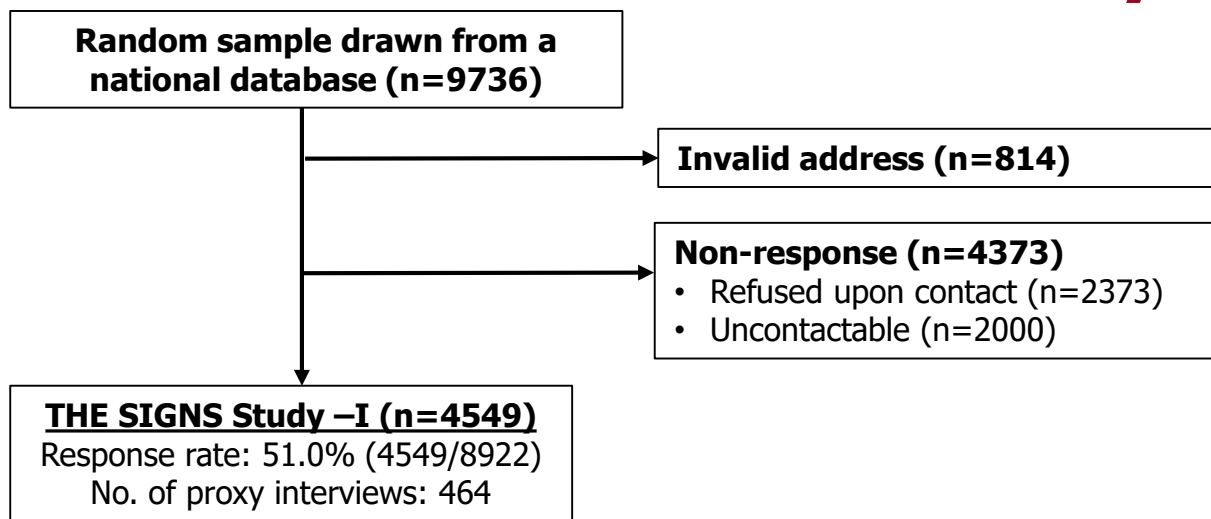 Random sample drawn from a
national database (n=9736)
Invalid address (n=814)
Non-response (n=4373)
• Refused upon contact (n=2373)
• Uncontactable (n=2000)
THE SIGNS Study –I (n=4549)
Response rate: 51.0% (4549/8922)
No. of proxy interviews: 464